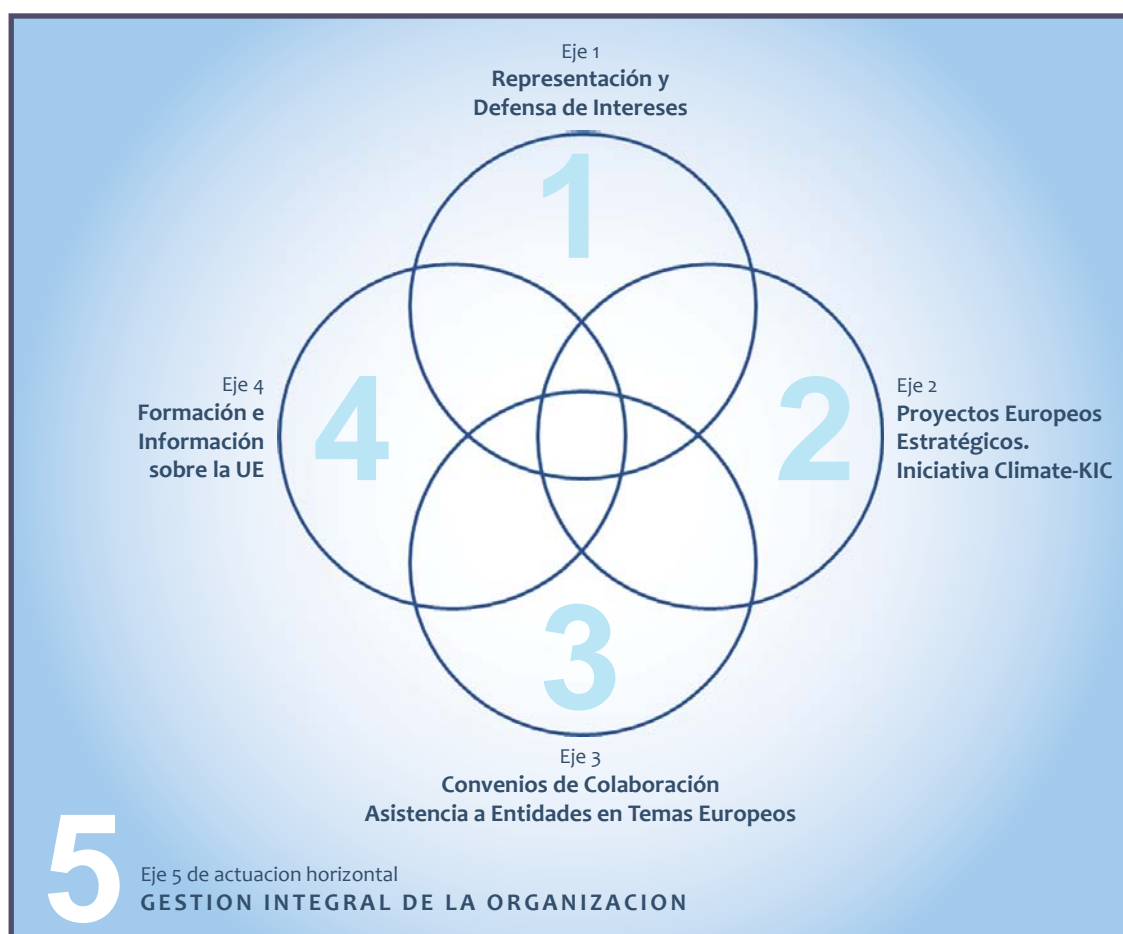 Eje 1
Representación y
Defensa de Intereses
1
Eje 4
Formación e
Información
sobre la UE
4
2
Eje 2
Proyectos Europeos
Estratégicos.
Iniciativa Climate-KIC
3
Eje 3
Convenios de Colaboración
Asistencia a Entidades en Temas Europeos
5
Eje 5 de actuacion horizontal
GESTION INTEGRAL DE LA ORGANIZACION